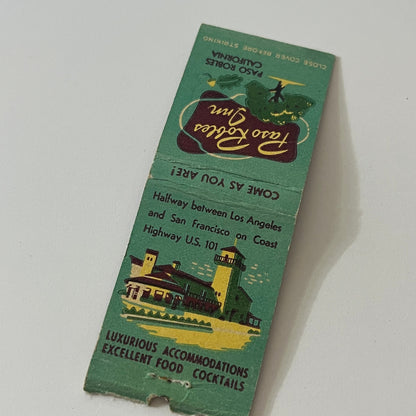 CLOSE COVER BEFORE STRIKING
PASO ROBLES
CALIFORNIA
Paso Robles
Inn
COME AS YOU ARE!
Halfway between Los Angeles
and San Francisco on Coast
Highway U.S. 101
LUXURIOUS ACCOMMODATIONS
EXCELLENT FOOD COCKTAILS